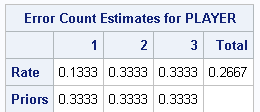 Error Count Estimates for PLAYER
1 2 3 Total
Rate 0.1333 0.3333 0.3333 0.2667
Priors 0.3333 0.3333 0.3333